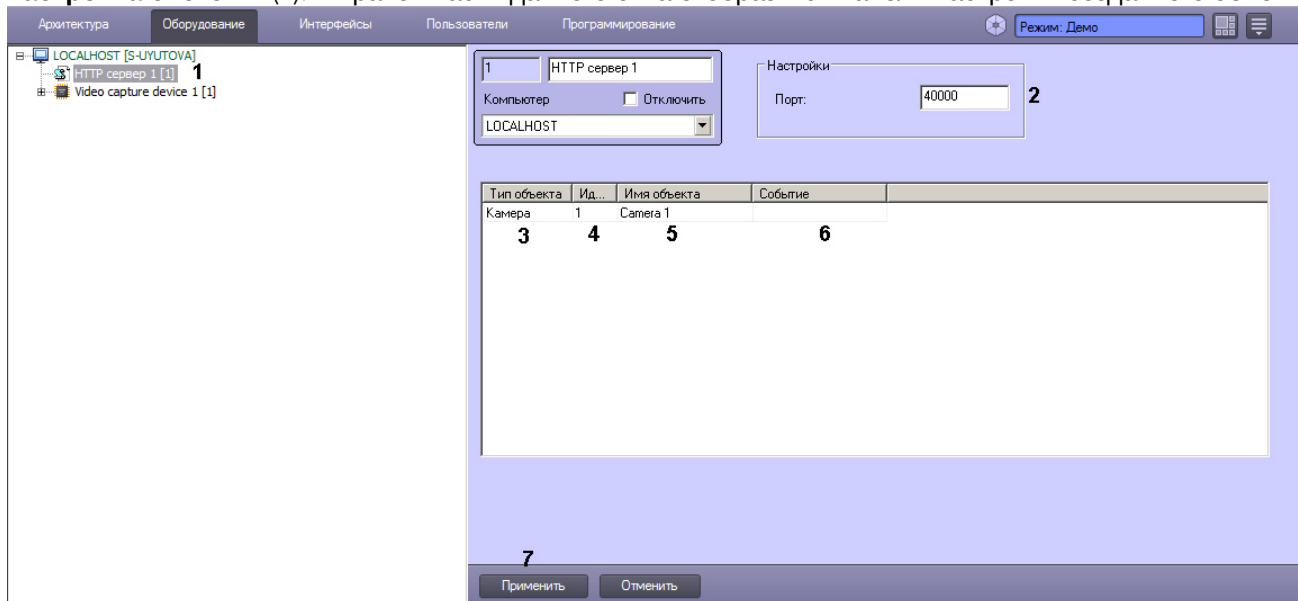 Архитектура Оборудование Интерфейсы Пользователи Программирование Режим: Демо
LOCALHOST [S-UYUTOVA]
HTTP сервер 1 [1] 1
Video capture device 1 [1]
1 HTTP сервер 1
Компьютер Отключить
LOCALHOST
Настройки
Порт: 40000 2
Тип объекта Ид... Имя объекта Событие
Камера 1 Camera 1
3 4 5 6
7
Применить Отменить